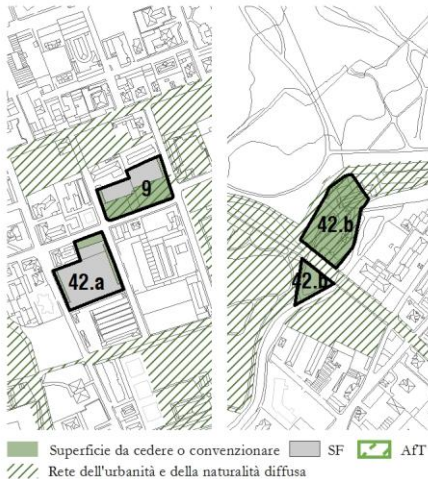 9
42.a
42.b
42.b
Superficie da cedere o convenzionare SF AfT
Rete dell'urbanità e della naturalità diffusa